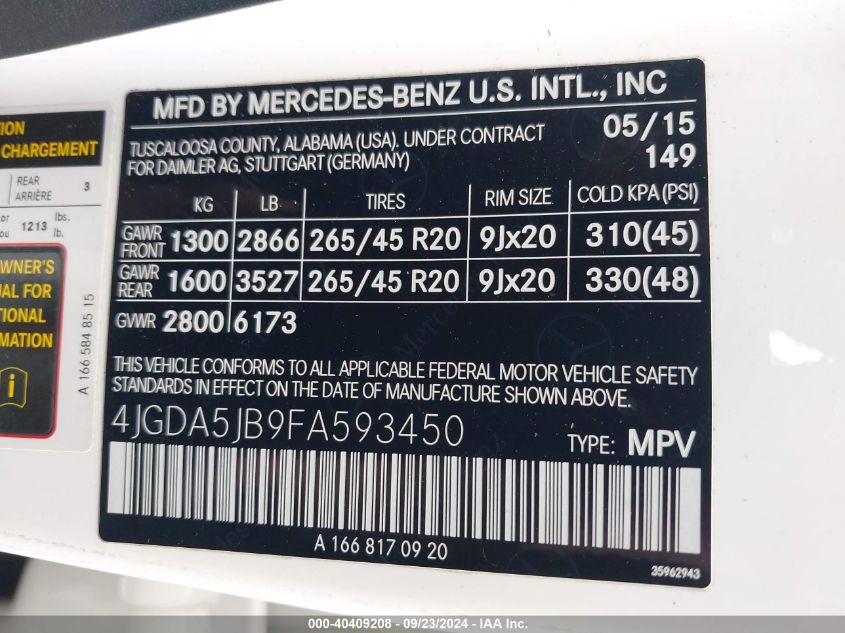 TION
CHARGEMENT
REAR
ARRIÈRE 3
or
ou 1213 lbs.
lb.
OWNER'S
FOR
MATION
A 166 584 85 15
MFD BY MERCEDES-BENZ U.S. INTL., INC
TUSCALOOSA COUNTY, ALABAMA (USA). UNDER CONTRACT 05/15
FOR DAIMLER AG, STUTTGART (GERMANY) 149
KG LB TIRES RIM SIZE COLD KPA (PSI)
GAWR FRONT 1300 2866 265/45 R20 9Jx20 310(45)
GAWR REAR 1600 3527 265/45 R20 9Jx20 330(48)
GVWR 2800 6173
THIS VEHICLE CONFORMS TO ALL APPLICABLE FEDERAL MOTOR VEHICLE SAFETY
STANDARDS IN EFFECT ON THE DATE OF MANUFACTURE SHOWN ABOVE.
4JGDA5JB9FA593450 TYPE: MPV
A 166 817 09 20
35962943
000-40409208 - 09/23/2024 - IAA Inc.